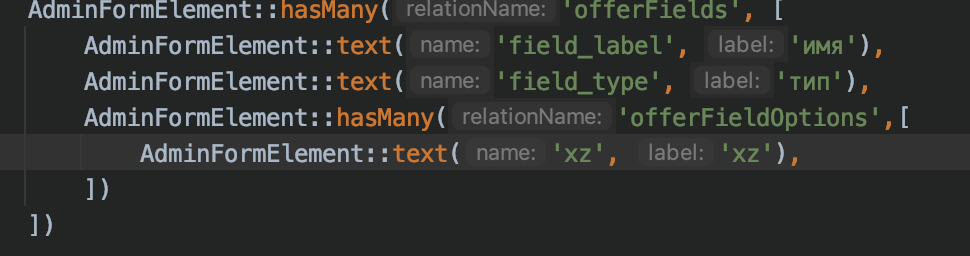 AdminFormElement::hasMany( relationName: 'offerFields', [
AdminFormElement::text( name: 'field_label', label: 'имя'),
AdminFormElement::text( name: 'field_type', label: 'тип'),
AdminFormElement::hasMany( relationName: 'offerFieldOptions',[
AdminFormElement::text( name: 'xz', label: 'xz'),
])
])